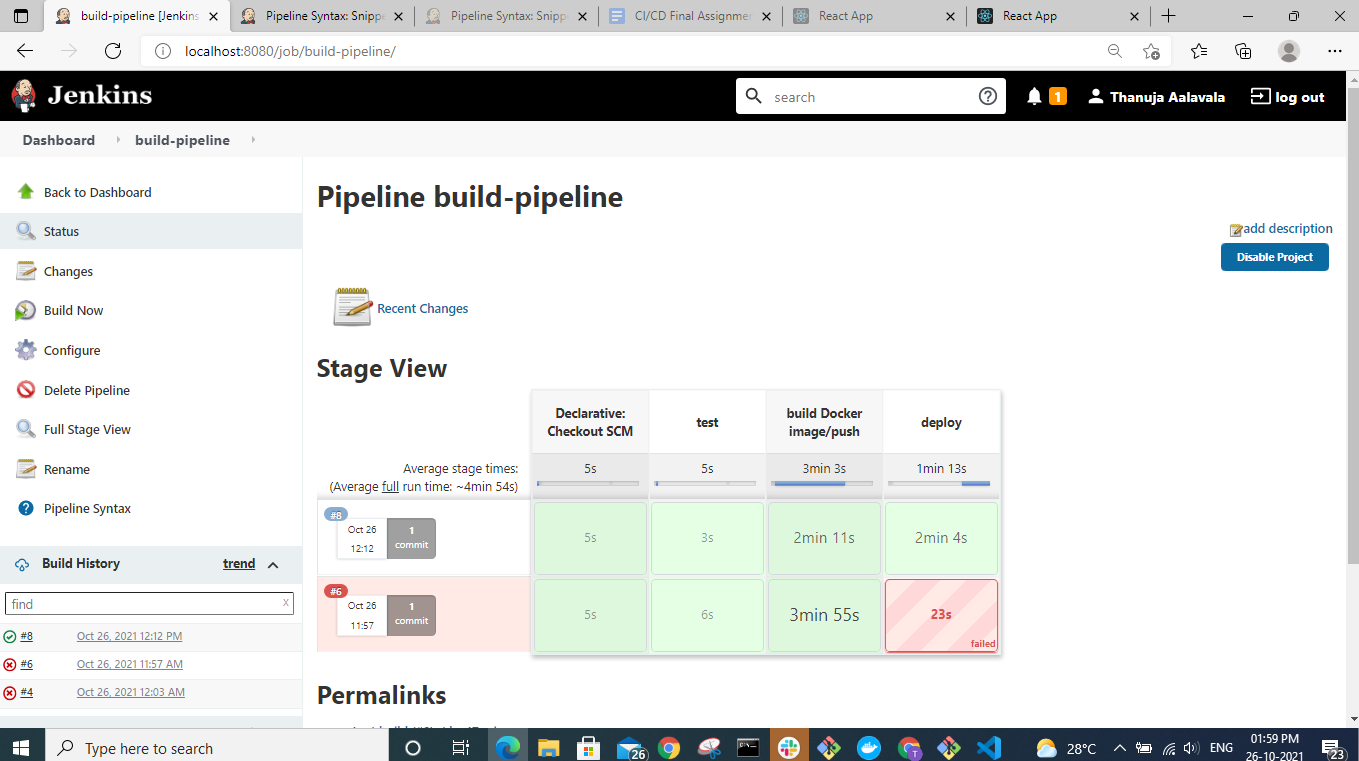 build-pipeline [Jenkins
Pipeline Syntax: Snipp
Pipeline Syntax: Snipp
CI/CD Final Assignmer
React App
React App
localhost:8080/job/build-pipeline/
Jenkins
search
1
Thanuja Aalavala
log out
Dashboard
build-pipeline
Back to Dashboard
Status
Changes
Build Now
Configure
Delete Pipeline
Full Stage View
Rename
Pipeline Syntax
Build History
trend
find
x
#8
Oct 26, 2021 12:12 PM
#6
Oct 26, 2021 11:57 AM
#4
Oct 26, 2021 12:03 AM
Pipeline build-pipeline
add description
Disable Project
Recent Changes
Stage View
Declarative:
Checkout SCM
test
build Docker
image/push
deploy
Average stage times:
(Average full run time: ~4min 54s)
5s
5s
3min 3s
1min 13s
#8
Oct 26
12:12
1
commit
5s
3s
2min 11s
2min 4s
#6
Oct 26
11:57
1
commit
5s
6s
3min 55s
23s
failed
Permalinks
Type here to search
26
28°C
ENG
01:59 PM
26-10-2021
23